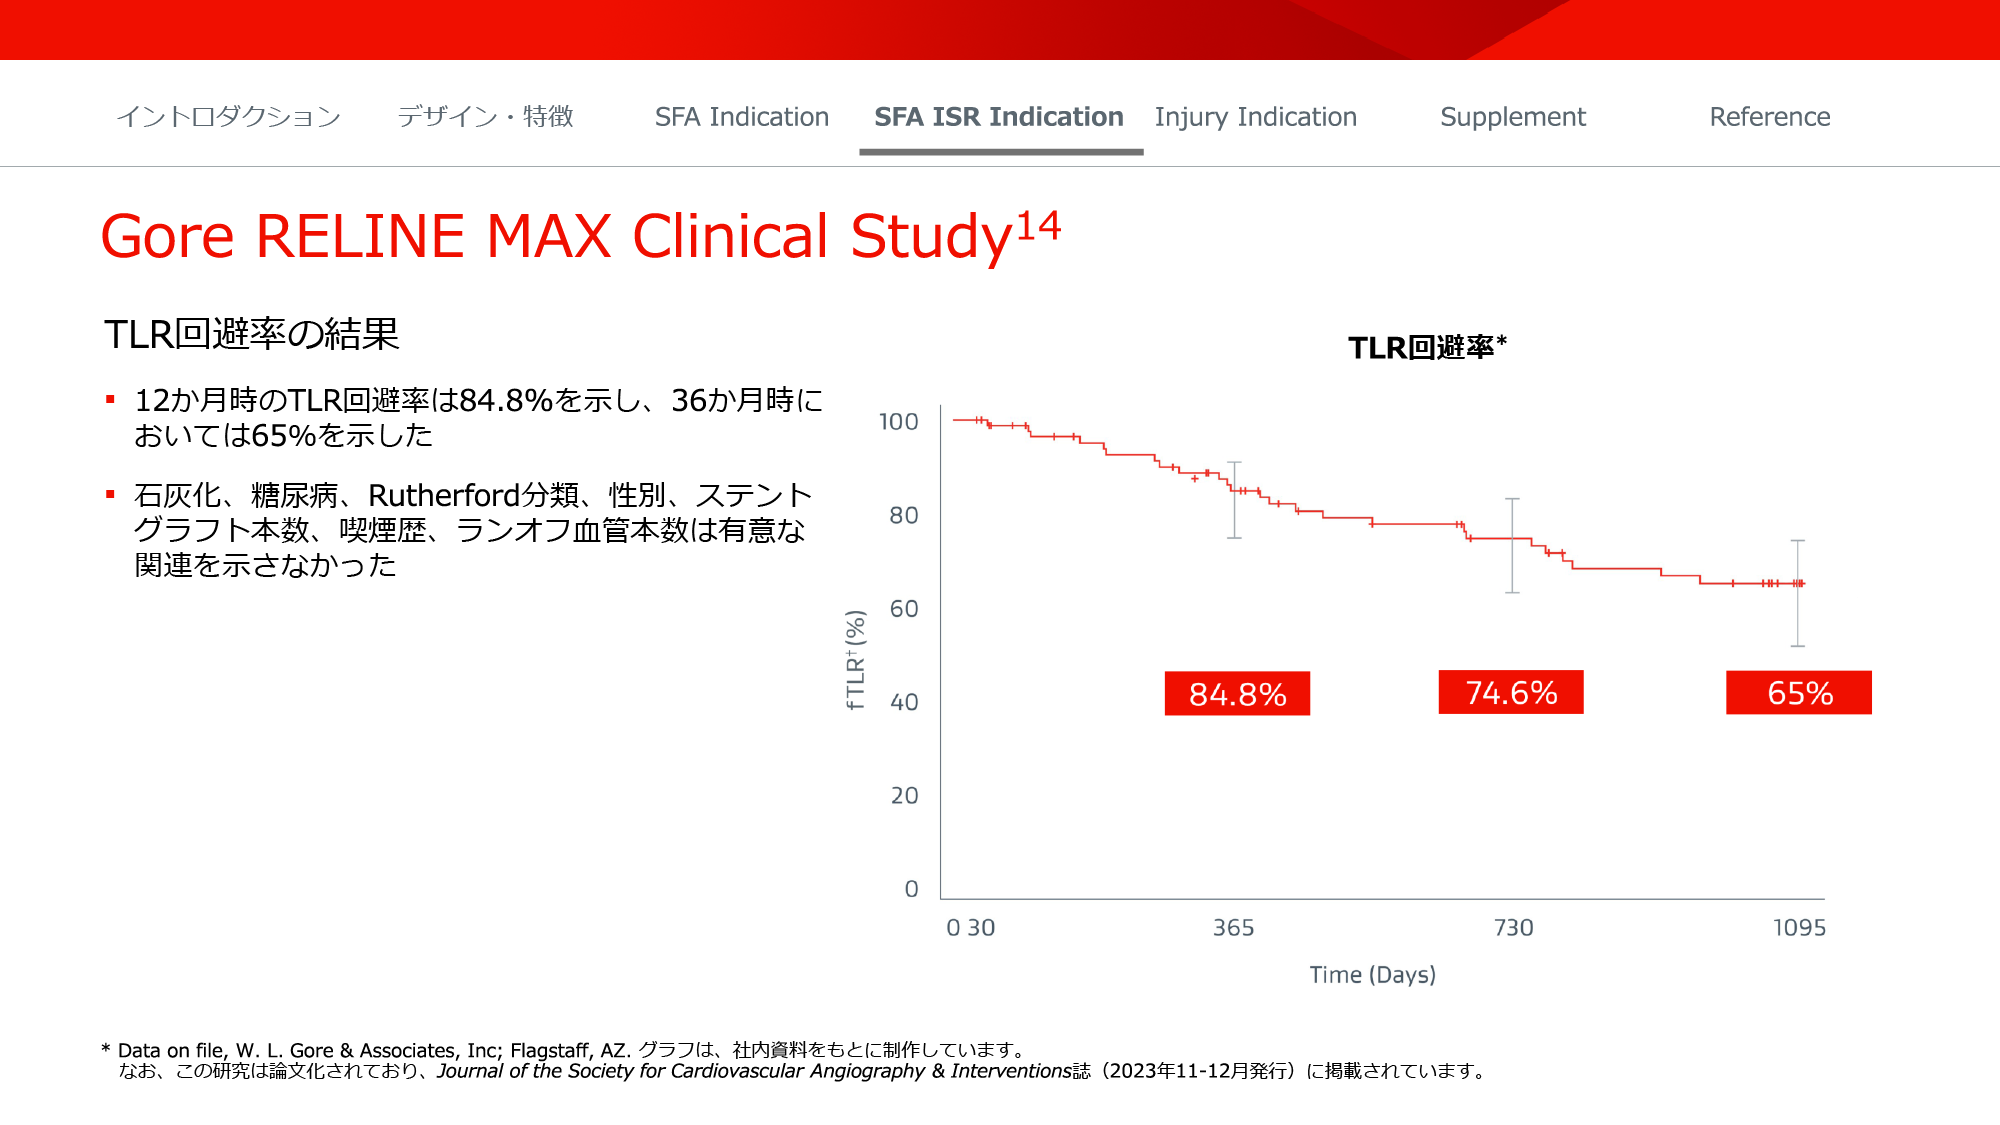 イントロダクション デザイン・特徴 SFA Indication SFA ISR Indication Injury Indication Supplement Reference
Gore RELINE MAX Clinical Study14
TLR回避率の結果
▪ 12か月時のTLR回避率は84.8%を示し、36か月時に
おいては65%を示した
▪ 石灰化、糖尿病、Rutherford分類、性別、ステント
グラフト本数、喫煙歴、ランオフ血管本数は有意な
関連を示さなかった
TLR回避率*
fTLR† (%)
100
80
60
40
20
0
84.8% 74.6% 65%
0 30 365 730 1095
Time (Days)
* Data on file, W. L. Gore & Associates, Inc; Flagstaff, AZ. グラフは、社内資料をもとに制作しています。
なお、この研究は論文化されており、Journal of the Society for Cardiovascular Angiography & Interventions誌（2023年11-12月発行）に掲載されています。